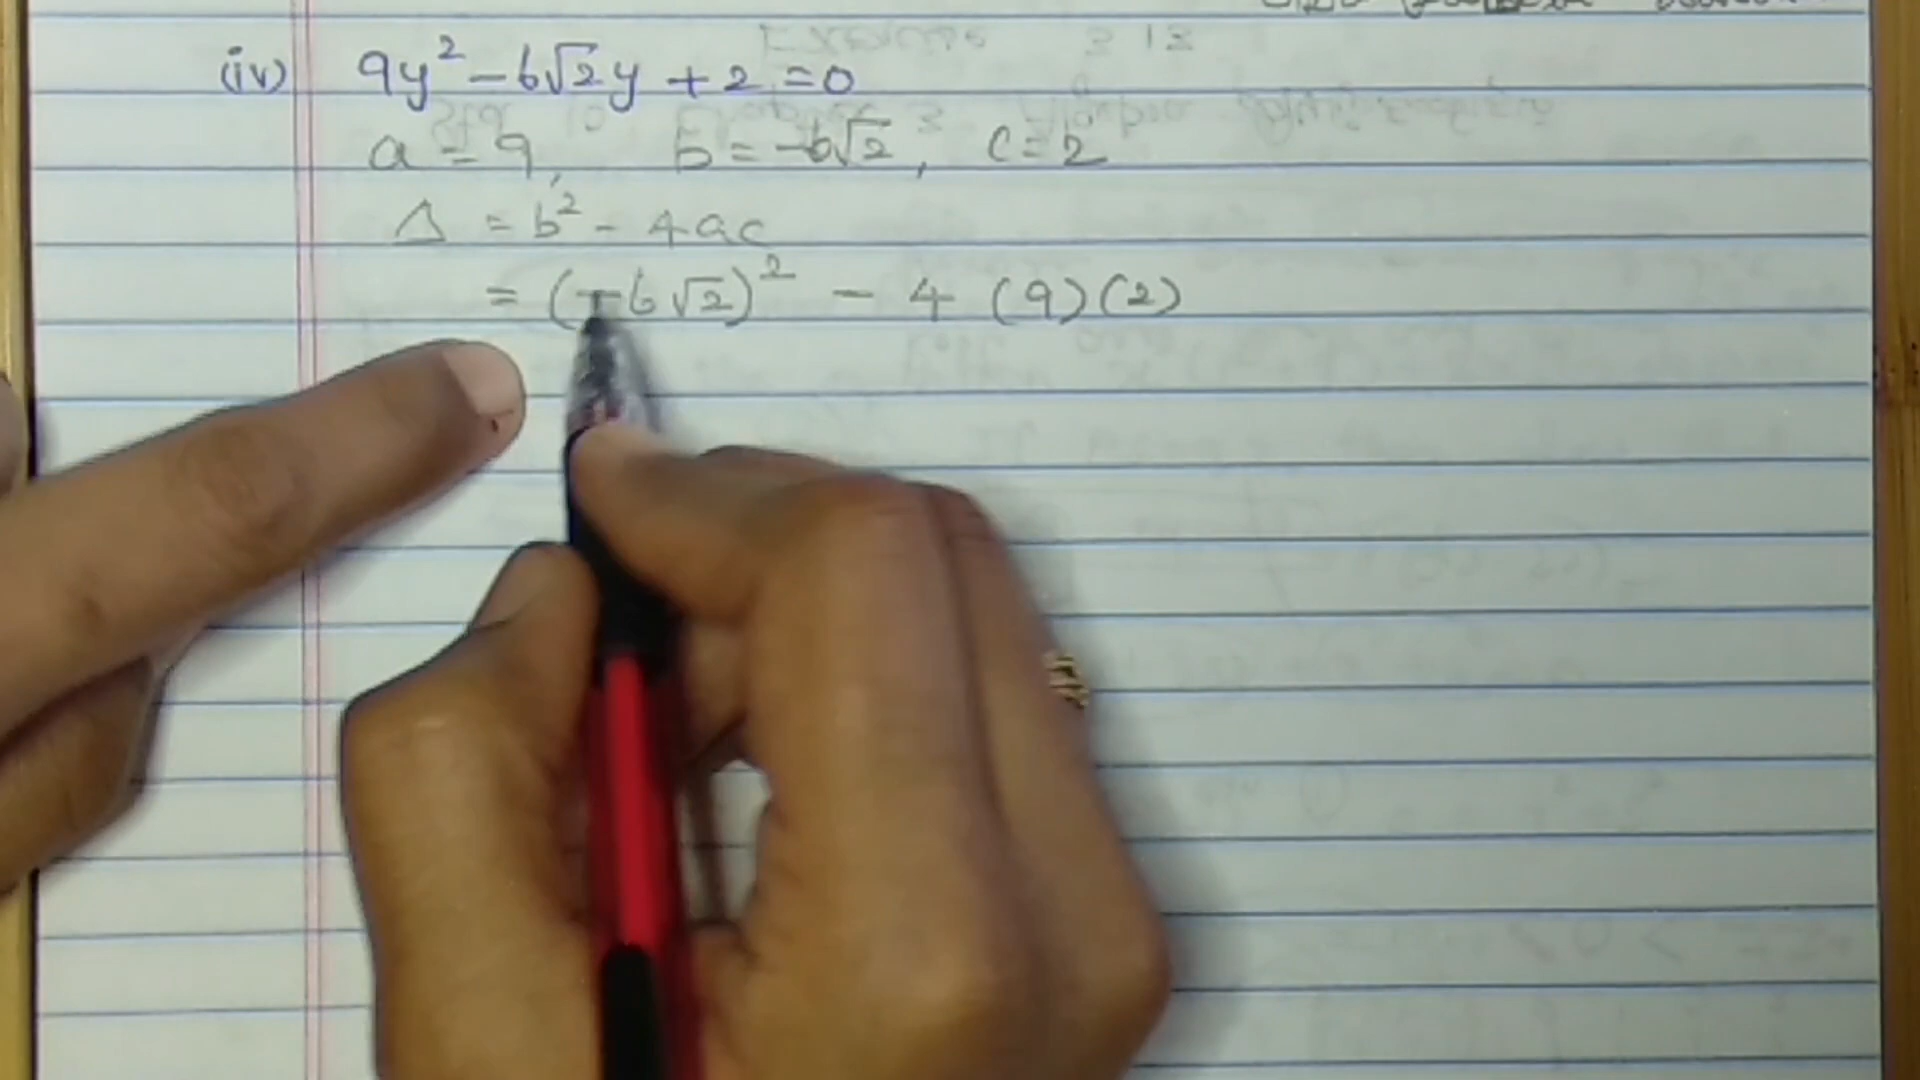 (iv) 9y² - 6√2y + 2 = 0
a = 9, b = -6√2, c = 2
Δ = b² - 4ac
= (-6√2)² - 4 (9)(2)